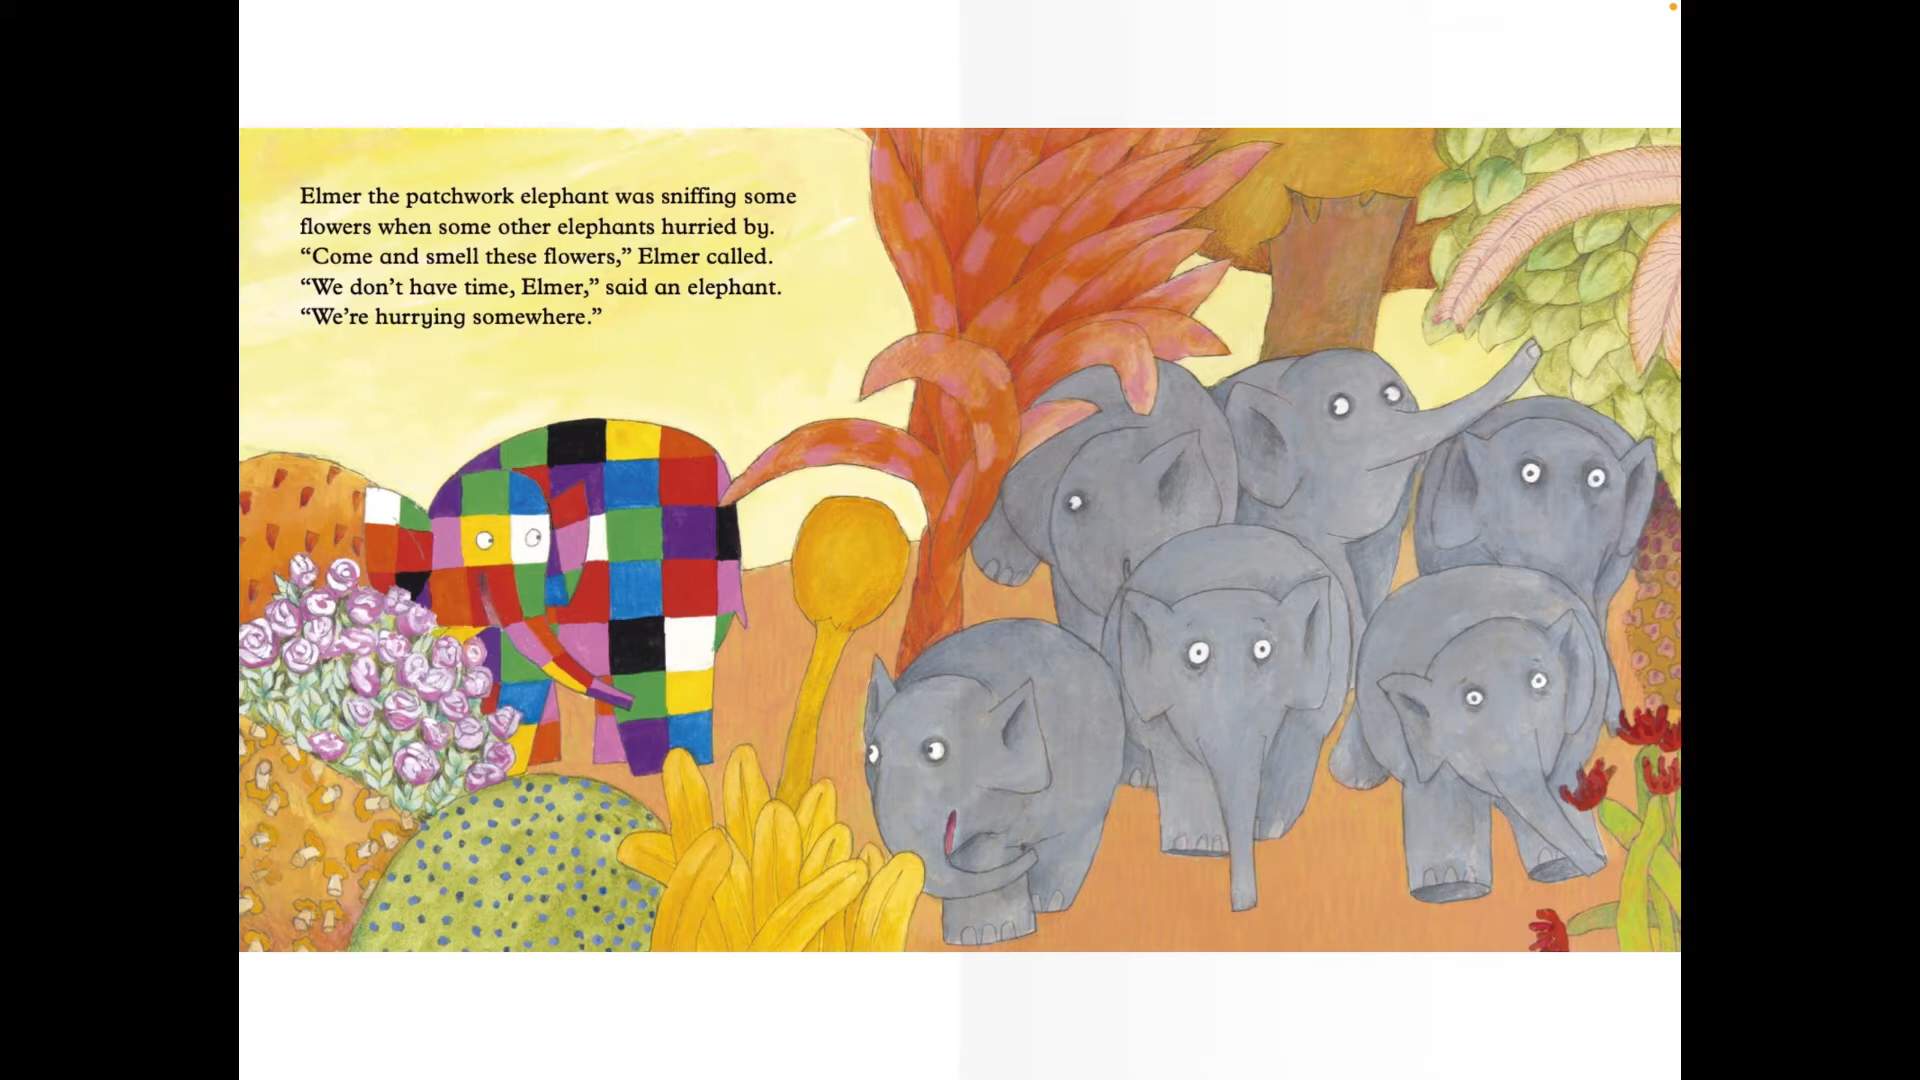 Elmer the patchwork elephant was sniffing some
flowers when some other elephants hurried by.
“Come and smell these flowers,” Elmer called.
“We don’t have time, Elmer,” said an elephant.
“We’re hurrying somewhere.”